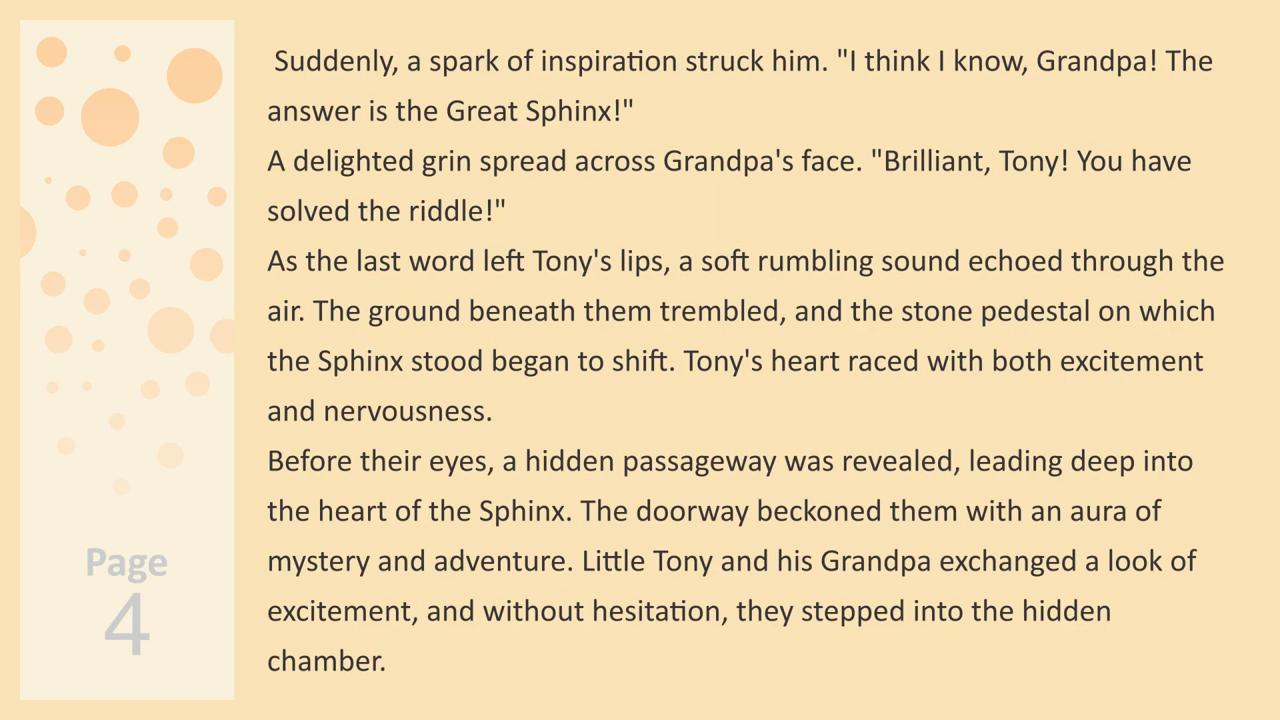 Suddenly, a spark of inspiration struck him. "I think I know, Grandpa! The
answer is the Great Sphinx!"
A delighted grin spread across Grandpa's face. "Brilliant, Tony! You have
solved the riddle!"
As the last word left Tony's lips, a soft rumbling sound echoed through the
air. The ground beneath them trembled, and the stone pedestal on which
the Sphinx stood began to shift. Tony's heart raced with both excitement
and nervousness.
Before their eyes, a hidden passageway was revealed, leading deep into
the heart of the Sphinx. The doorway beckoned them with an aura of
mystery and adventure. Little Tony and his Grandpa exchanged a look of
excitement, and without hesitation, they stepped into the hidden
chamber.
Page
4